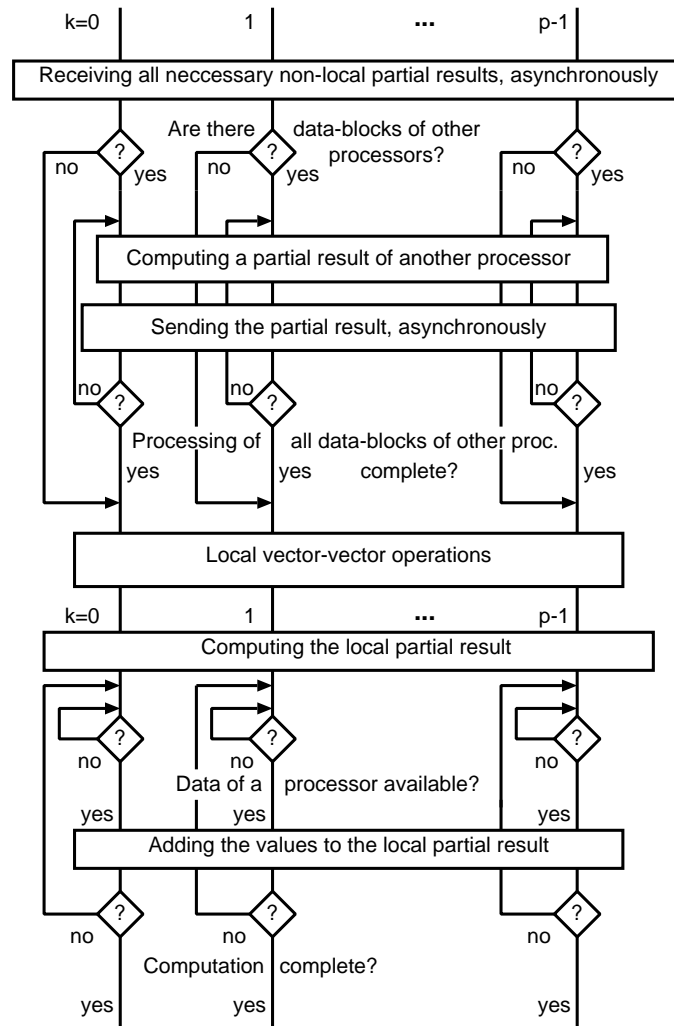 k=0 1 ... p-1
Receiving all neccessary non-local partial results, asynchronously
Are there data-blocks of other
? ? ?
processors?
no yes no yes no yes
Computing a partial result of another processor
Sending the partial result, asynchronously
no ? no ? no ?
Processing of all data-blocks of other proc.
yes yes complete? yes
Local vector-vector operations
k=0 1 ... p-1
Computing the local partial result
? ? ?
no no no
Data of a processor available?
yes yes yes
Adding the values to the local partial result
? ? ?
no no no
Computation complete?
yes yes yes